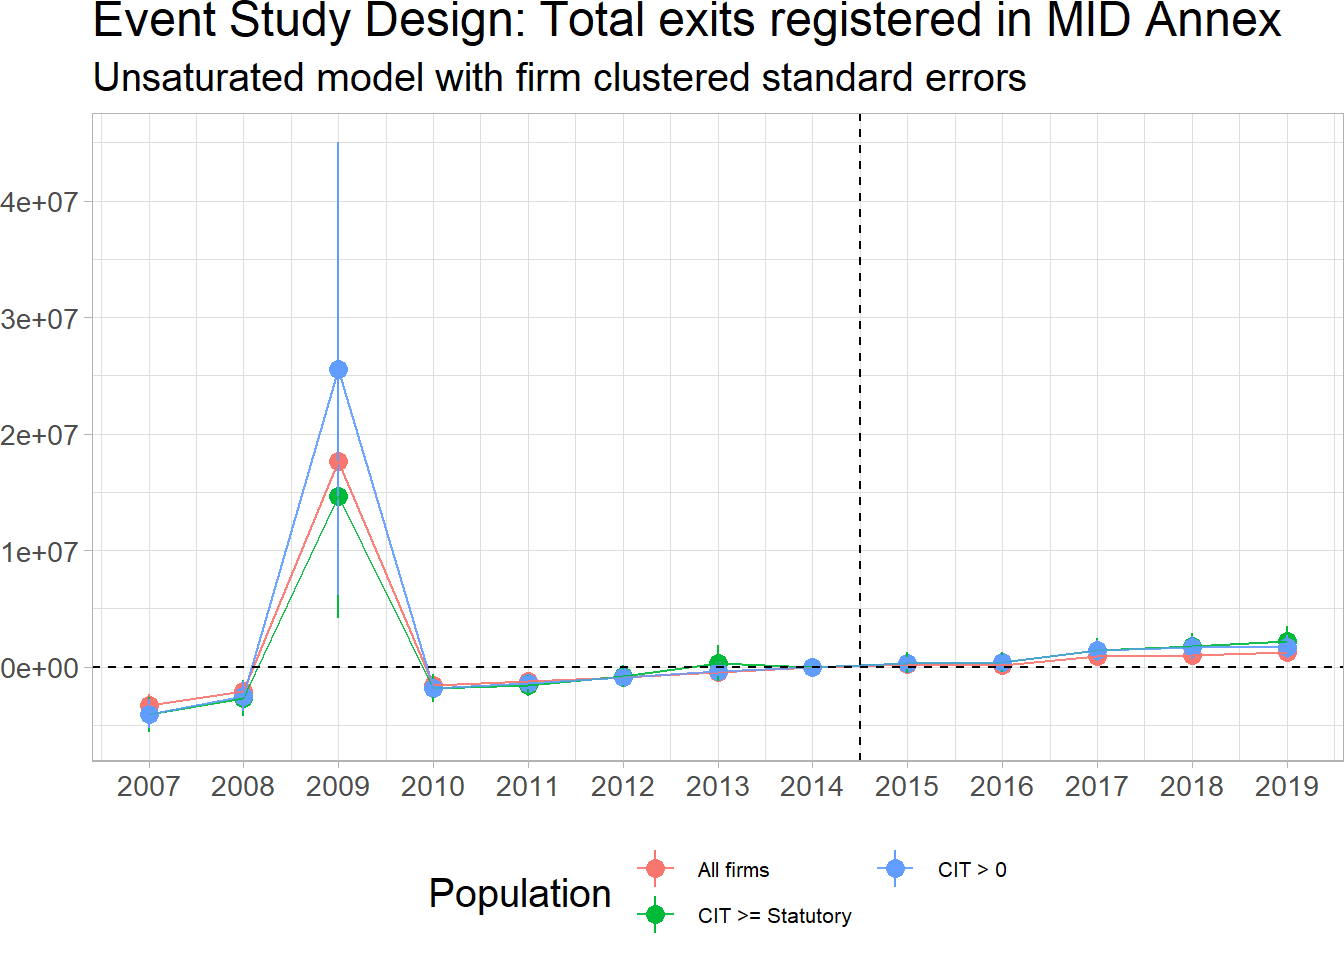 Event Study Design: Total exits registered in MID Annex
Unsaturated model with firm clustered standard errors
4e+07
3e+07
2e+07
1e+07
0e+00
2007 2008 2009 2010 2011 2012 2013 2014 2015 2016 2017 2018 2019
Population
All firms
CIT > 0
CIT >= Statutory